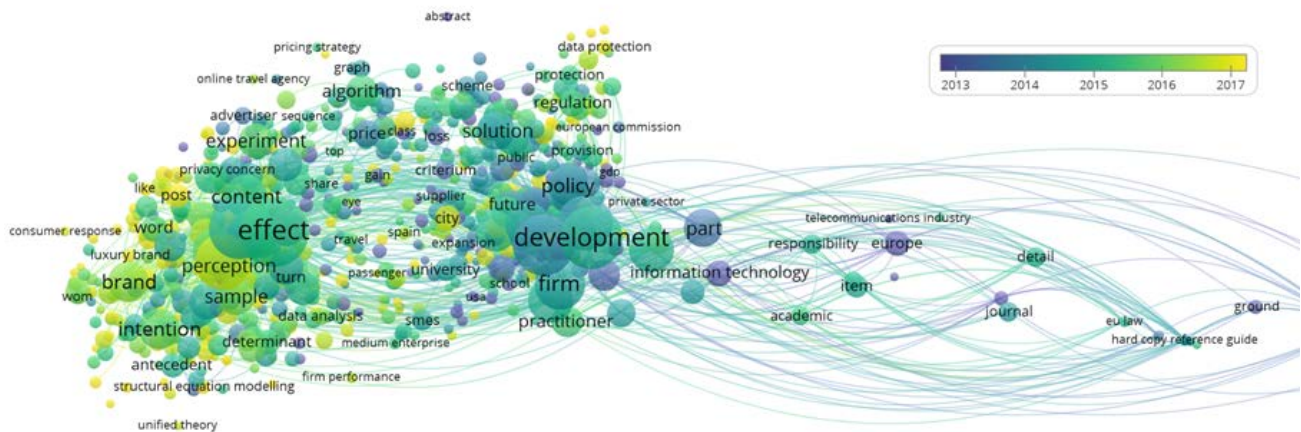 abstract
pricing strategy
data protection
graph
online travel agency
algorithm
scheme
protection
regulation
2013 2014 2015 2016 2017
advertiser sequence
experiment
price class
loss
solution
european commission
top
public
provision
privacy concern
share
gain
criterium
gdp
like
post
content
eye
supplier
future
policy
private sector
consumer response
word
effect
travel
spain
city
expansion
development
part
telecommunications industry
responsibility
europe
luxury brand
perception
turn
passenger
university
school
information technology
detail
wom
brand
sample
usa
firm
item
intention
data analysis
smes
practitioner
academic
journal
eu law
ground
determinant
medium enterprise
hard copy reference guide
antecedent
structural equation modelling
firm performance
unified theory